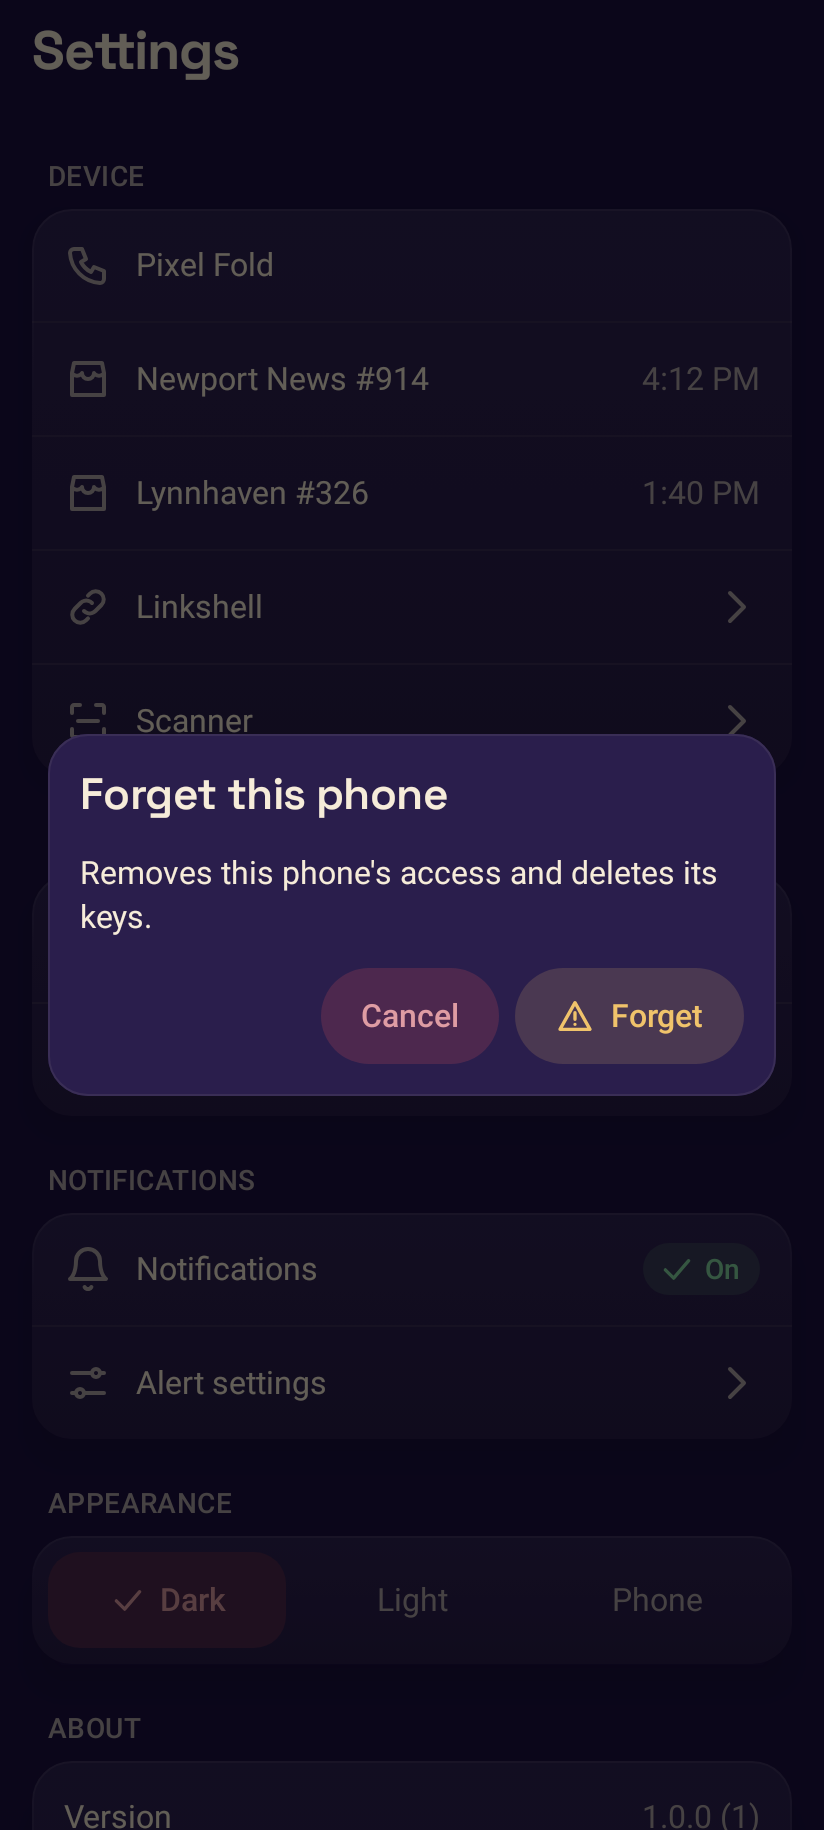 Settings
DEVICE
Pixel Fold
Newport News #914 4:12 PM
Lynnhaven #326 1:40 PM
Linkshell
Scanner
Forget this phone
Removes this phone's access and deletes its
keys.
Cancel Forget
NOTIFICATIONS
Notifications On
Alert settings
APPEARANCE
Dark Light Phone
ABOUT
Version 1.0.0 (1)